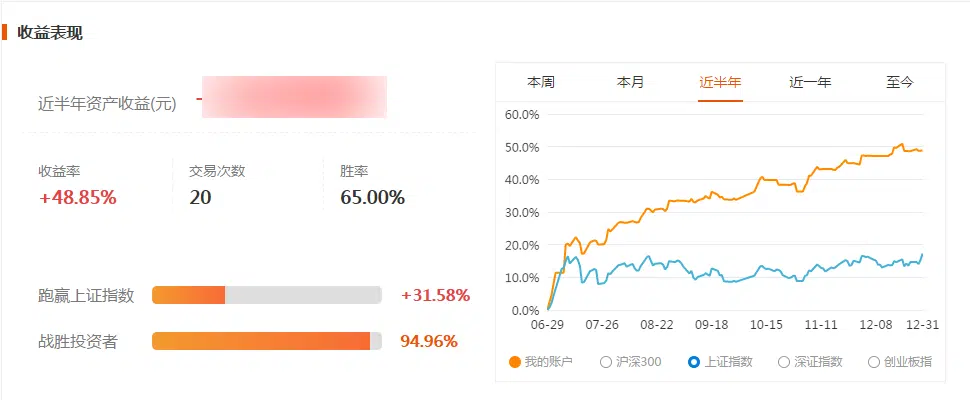 收益表现
近半年资产收益(元)
收益率 交易次数 胜率
+48.85% 20 65.00%
跑赢上证指数 +31.58%
战胜投资者 94.96%
本周 本月 近半年 近一年 至今
60.0%
50.0%
40.0%
30.0%
20.0%
10.0%
0.0%
06-29 07-26 08-22 09-18 10-15 11-11 12-08 12-31
我的账户 沪深300 上证指数 深证指数 创业板指